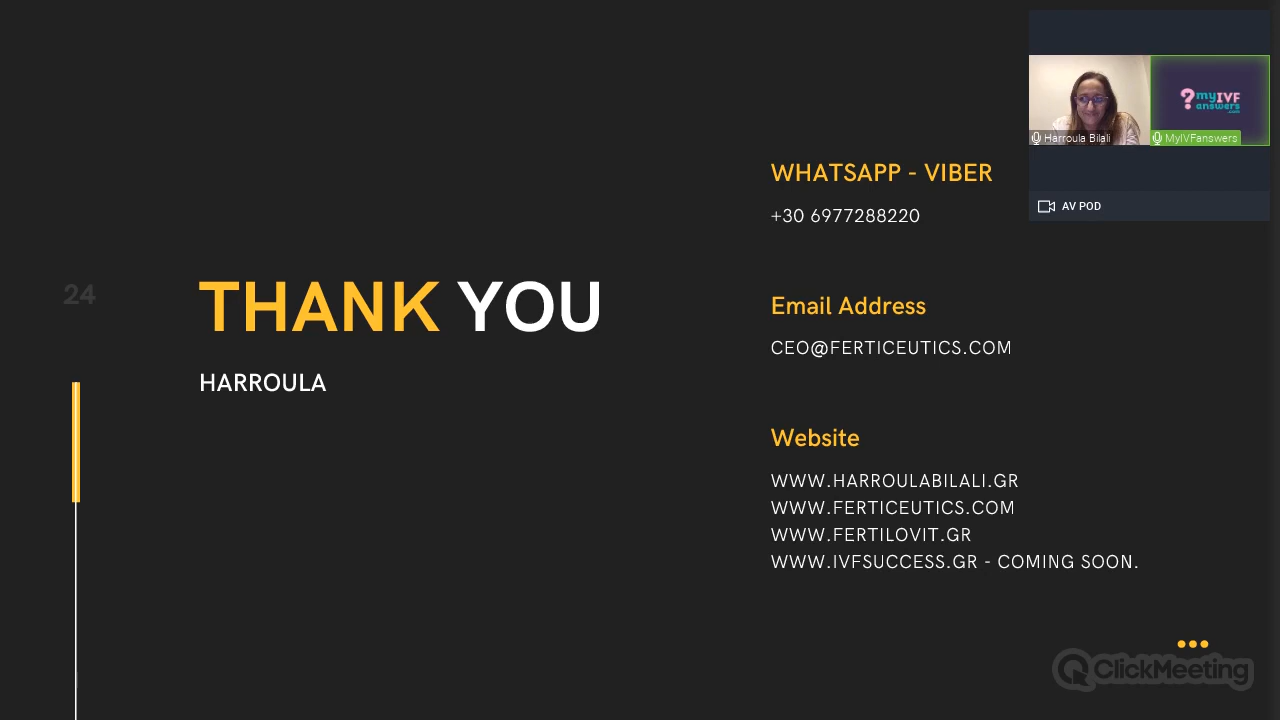 24
THANK YOU
HARROULA
WHATSAPP - VIBER
+30 6977288220
Email Address
CEO@FERTICEUTICS.COM
Website
WWW.HARROULABILALI.GR
WWW.FERTICEUTICS.COM
WWW.FERTILOVIT.GR
WWW.IVFSUCCESS.GR - COMING SOON.
?myIVF
answers
.com
Harroula Bilali
MyIVFanswers
AV POD
ClickMeeting